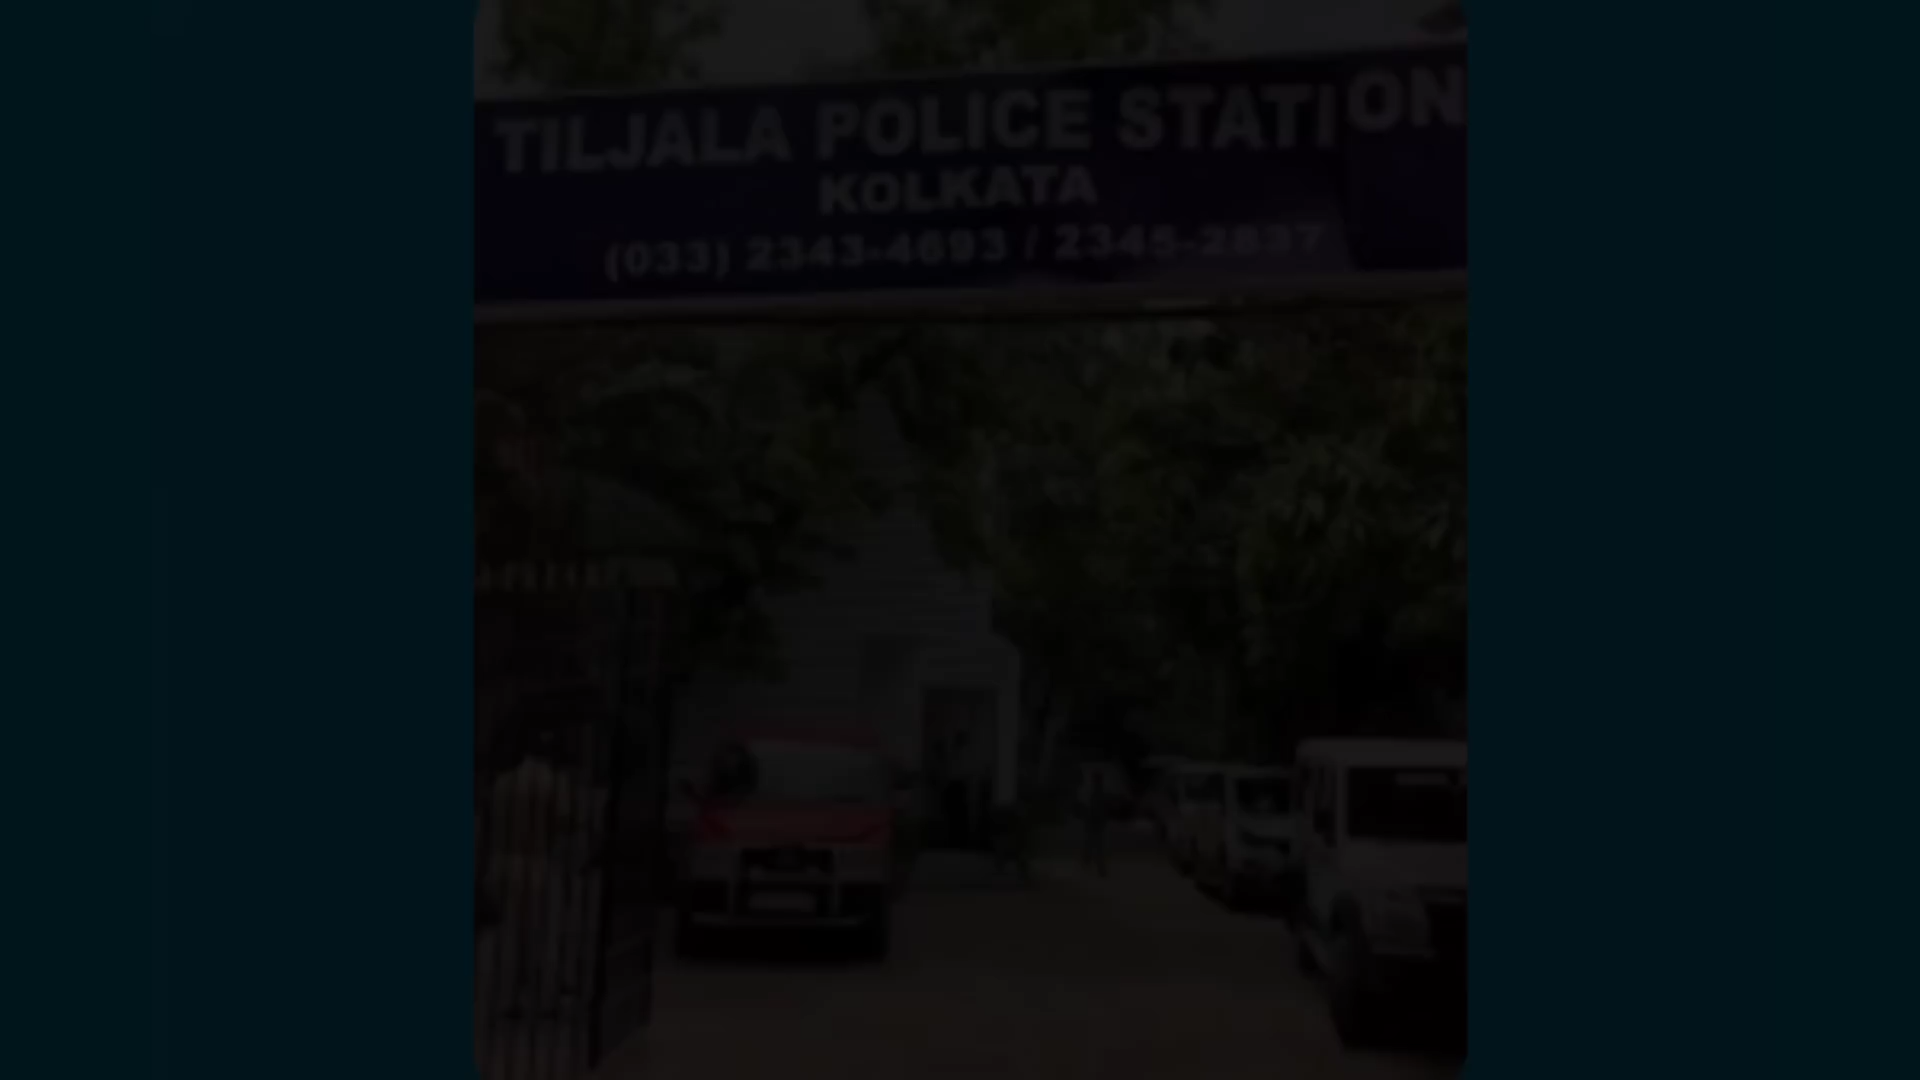 TILJALA POLICE STATION
KOLKATA
(033) 2343-4693 / 2345-2837